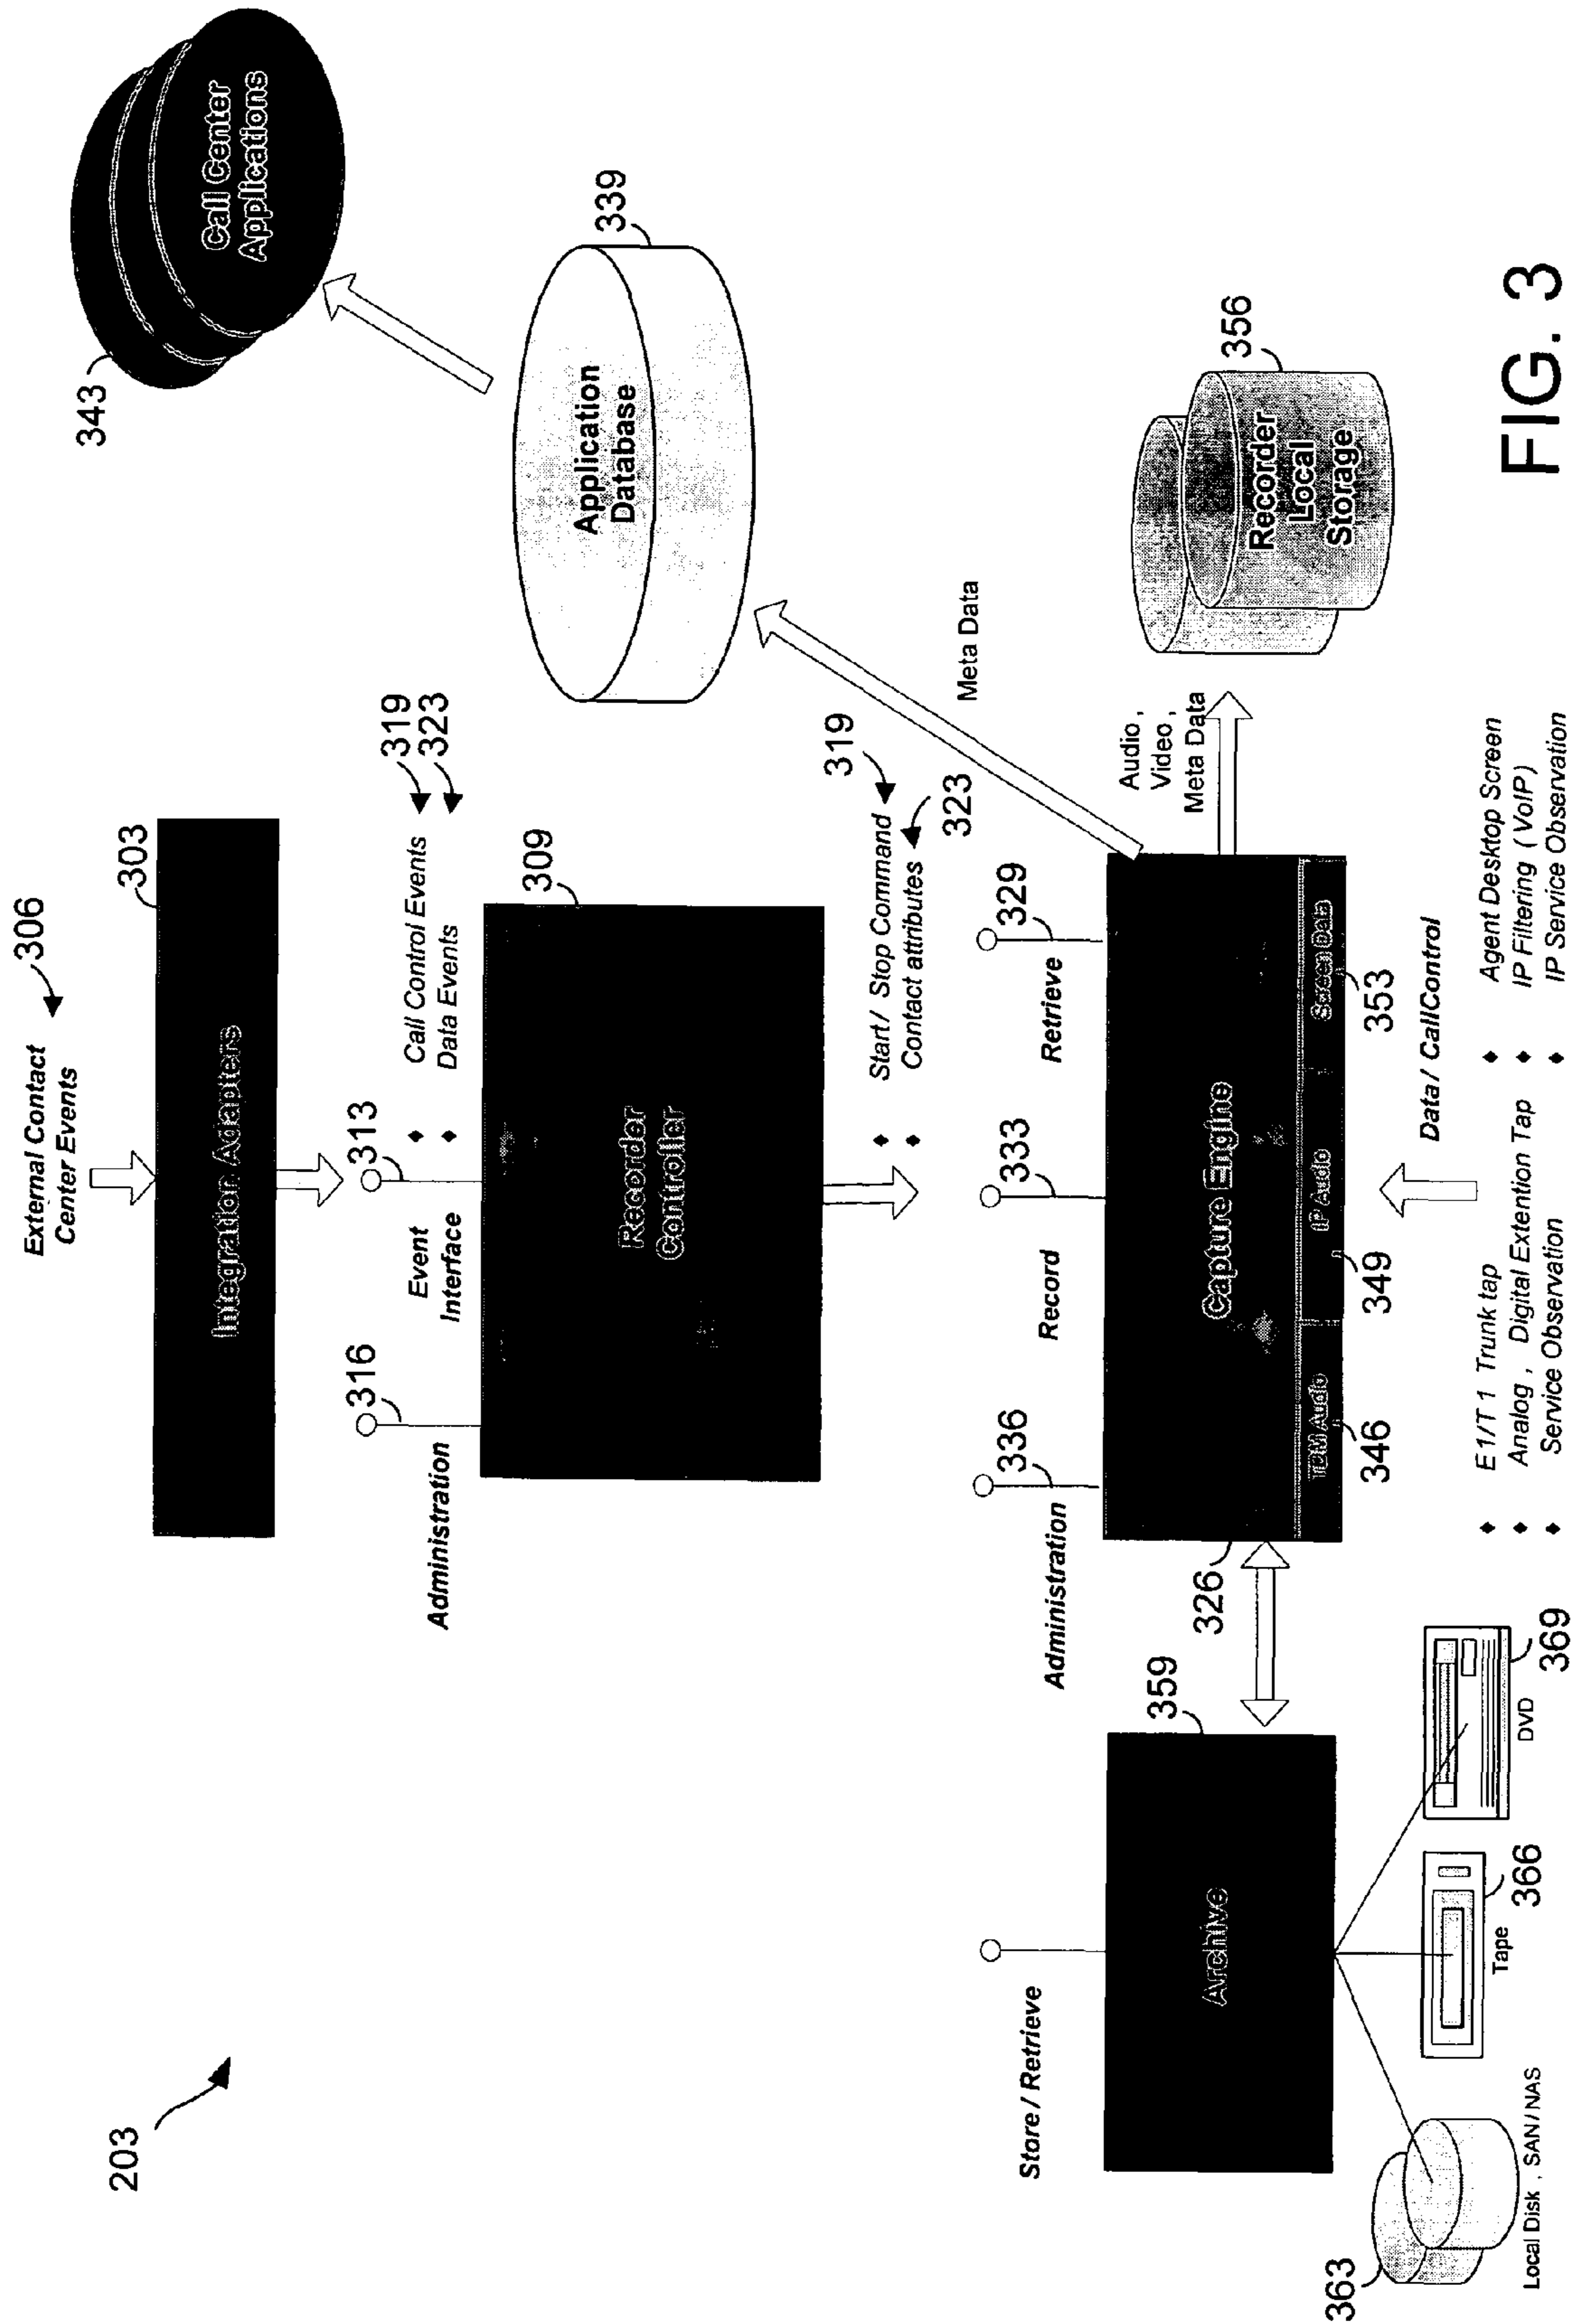 203
External Contact
Center Events
306
303
Integration Adapters
343
Call Center
Applications
Administration
316
Event
Interface
313
♦ Call Control Events
319
♦ Data Events
323
309
Recorder
Controller
Application
Database
339
♦ Start / Stop Command
319
♦ Contact attributes
323
Meta Data
Store / Retrieve
Administration
336
Record
333
Retrieve
329
359
Archive
326
Capture Engine
TDM Audio
IP Audio
Screen Data
346
349
353
Audio ,
Video ,
Meta Data
Recorder
Local
Storage
356
Data / CallControl
363
Local Disk , SAN / NAS
Tape
366
DVD
369
♦ E1/T 1 Trunk tap
♦ Analog , Digital Extention Tap
♦ Service Observation
♦ Agent Desktop Screen
♦ IP Filtering ( VoIP )
♦ IP Service Observation
FIG. 3